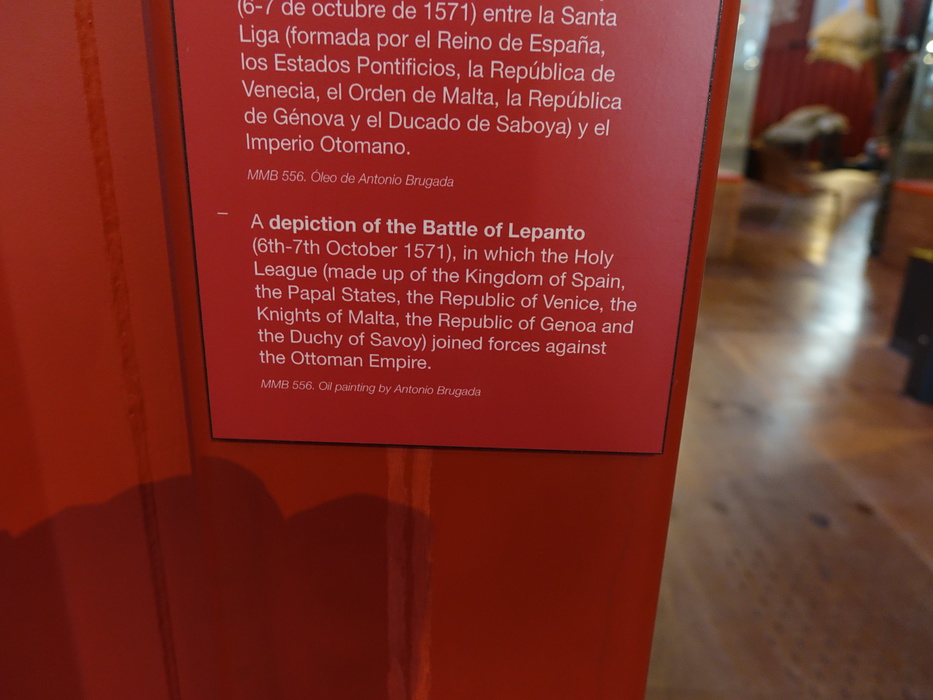 (6-7 de octubre de 1571) entre la Santa
Liga (formada por el Reino de España,
los Estados Pontificios, la República de
Venecia, el Orden de Malta, la República
de Génova y el Ducado de Saboya) y el
Imperio Otomano.
MMB 556. Óleo de Antonio Brugada
A depiction of the Battle of Lepanto
(6th-7th October 1571), in which the Holy
League (made up of the Kingdom of Spain,
the Papal States, the Republic of Venice, the
Knights of Malta, the Republic of Genoa and
the Duchy of Savoy) joined forces against
the Ottoman Empire.
MMB 556. Oil painting by Antonio Brugada